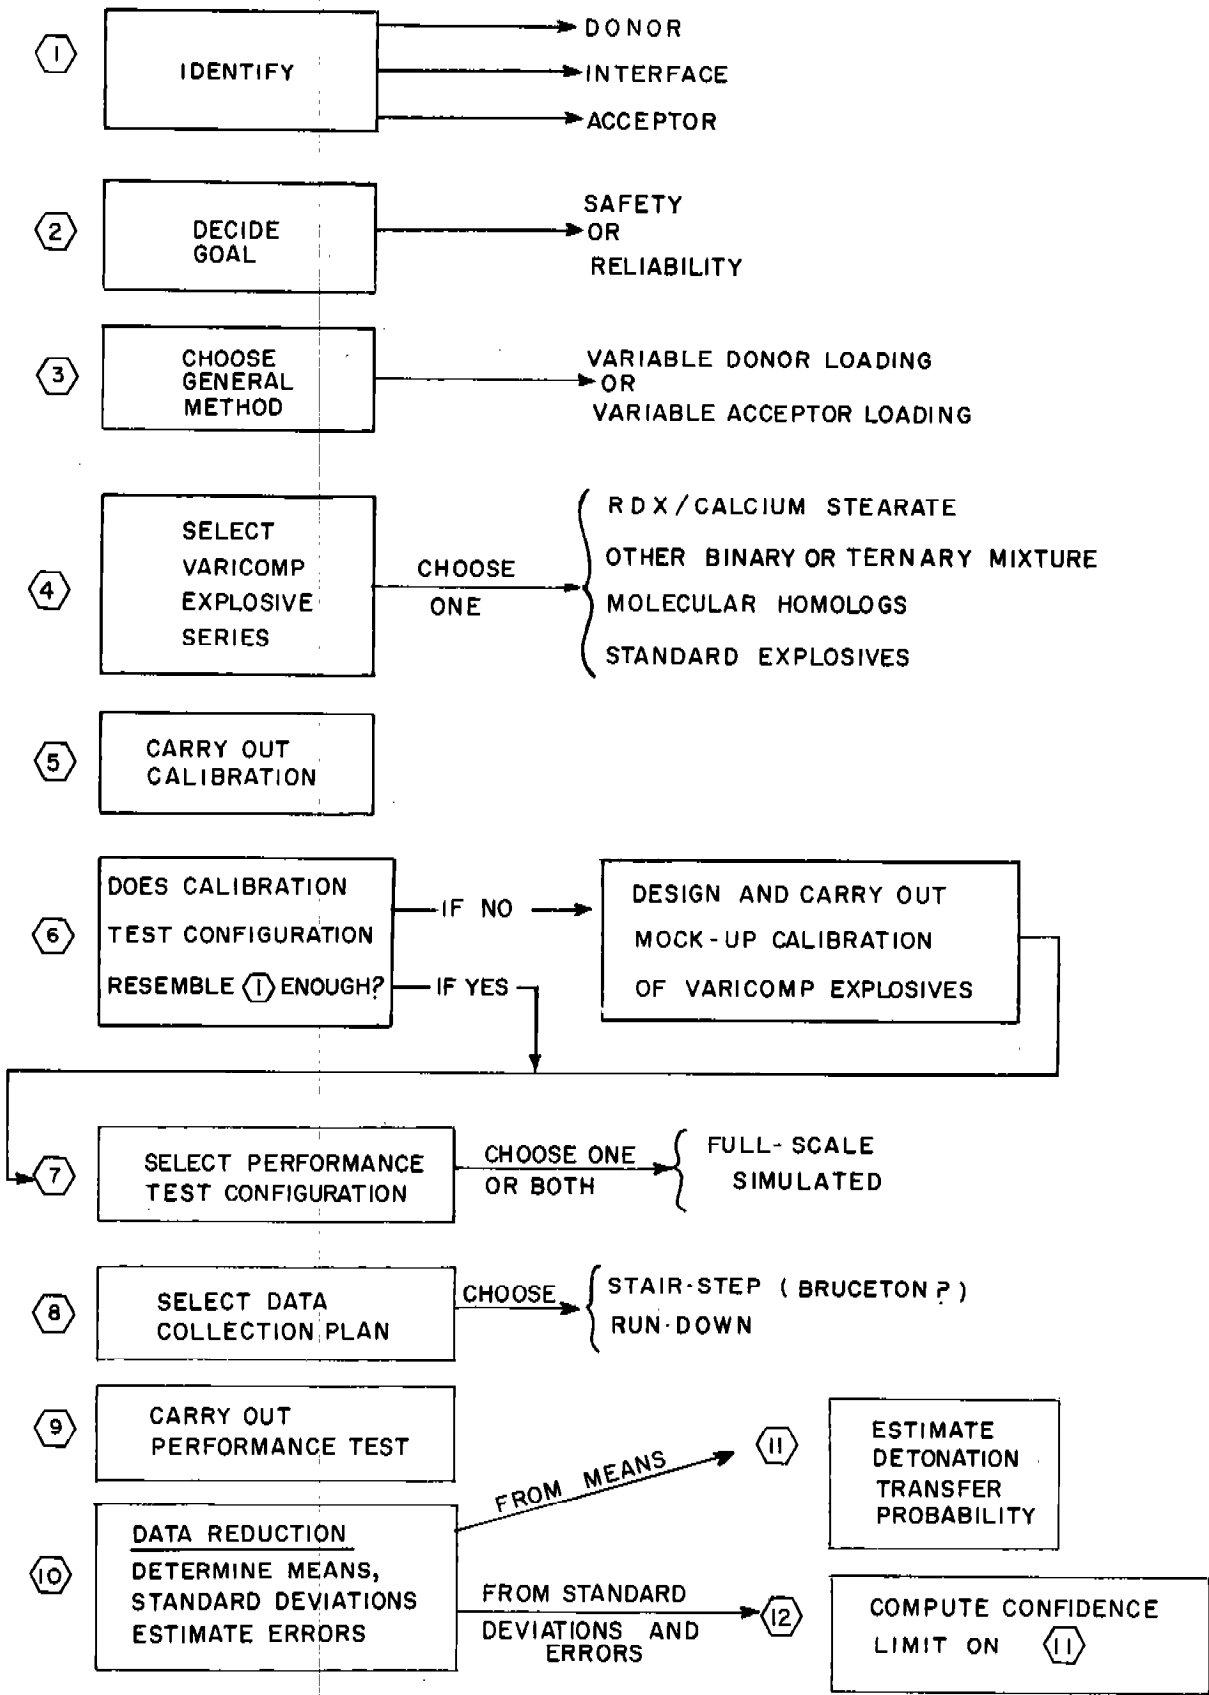 1
IDENTIFY
DONOR
INTERFACE
ACCEPTOR
2
DECIDE
GOAL
SAFETY
OR
RELIABILITY
3
CHOOSE
GENERAL
METHOD
VARIABLE DONOR LOADING
OR
VARIABLE ACCEPTOR LOADING
4
SELECT
VARICOMP
EXPLOSIVE
SERIES
CHOOSE
ONE
RDX/CALCIUM STEARATE
OTHER BINARY OR TERNARY MIXTURE
MOLECULAR HOMOLOGS
STANDARD EXPLOSIVES
5
CARRY OUT
CALIBRATION
6
DOES CALIBRATION
TEST CONFIGURATION
RESEMBLE 1 ENOUGH?
IF NO
IF YES
DESIGN AND CARRY OUT
MOCK-UP CALIBRATION
OF VARICOMP EXPLOSIVES
7
SELECT PERFORMANCE
TEST CONFIGURATION
CHOOSE ONE
OR BOTH
FULL-SCALE
SIMULATED
8
SELECT DATA
COLLECTION PLAN
CHOOSE
STAIR-STEP (BRUCETON?)
RUN-DOWN
9
CARRY OUT
PERFORMANCE TEST
10
DATA REDUCTION
DETERMINE MEANS,
STANDARD DEVIATIONS
ESTIMATE ERRORS
FROM MEANS
11
ESTIMATE
DETONATION
TRANSFER
PROBABILITY
FROM STANDARD
DEVIATIONS AND
ERRORS
12
COMPUTE CONFIDENCE
LIMIT ON 11